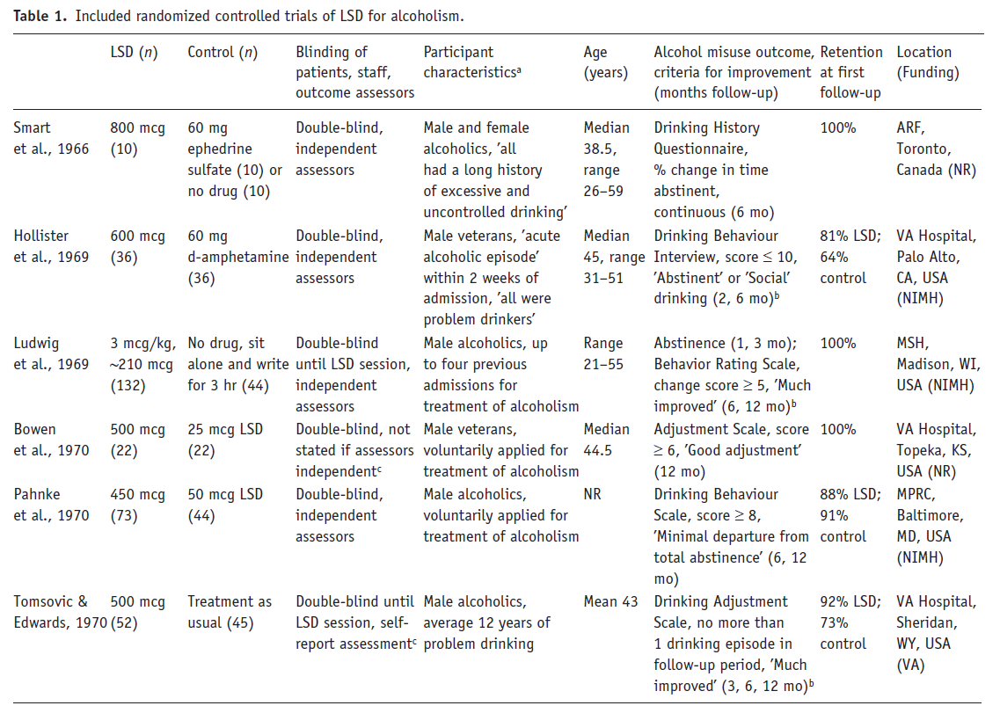 Table 1. Included randomized controlled trials of LSD for alcoholism.
LSD (n) Control (n) Blinding of patients, staff, outcome assessors Participant characteristicsᵃ Age (years) Alcohol misuse outcome, criteria for improvement (months follow-up) Retention at first follow-up Location (Funding)
Smart et al., 1966 800 mcg (10) 60 mg ephedrine sulfate (10) or no drug (10) Double-blind, independent assessors Male and female alcoholics, ’all had a long history of excessive and uncontrolled drinking’ Median 38.5, range 26–59 Drinking History Questionnaire, % change in time abstinent, continuous (6 mo) 100% ARF, Toronto, Canada (NR)
Hollister et al., 1969 600 mcg (36) 60 mg d-amphetamine (36) Double-blind, independent assessors Male veterans, ’acute alcoholic episode’ within 2 weeks of admission, ’all were problem drinkers’ Median 45, range 31–51 Drinking Behaviour Interview, score ≤ 10, ’Abstinent’ or ’Social’ drinking (2, 6 mo)ᵇ 81% LSD; 64% control VA Hospital, Palo Alto, CA, USA (NIMH)
Ludwig et al., 1969 3 mcg/kg, ~210 mcg (132) No drug, sit alone and write for 3 hr (44) Double-blind until LSD session, independent assessors Male alcoholics, up to four previous admissions for treatment of alcoholism Range 21–55 Abstinence (1, 3 mo); Behavior Rating Scale, change score ≥ 5, ’Much improved’ (6, 12 mo)ᵇ 100% MSH, Madison, WI, USA (NIMH)
Bowen et al., 1970 500 mcg (22) 25 mcg LSD (22) Double-blind, not stated if assessors independentᶜ Male veterans, voluntarily applied for treatment of alcoholism Median 44.5 Adjustment Scale, score ≥ 6, ’Good adjustment’ (12 mo) 100% VA Hospital, Topeka, KS, USA (NR)
Pahnke et al., 1970 450 mcg (73) 50 mcg LSD (44) Double-blind, independent assessors Male alcoholics, voluntarily applied for treatment of alcoholism NR Drinking Behaviour Scale, score ≥ 8, ’Minimal departure from total abstinence’ (6, 12 mo) 88% LSD; 91% control MPRC, Baltimore, MD, USA (NIMH)
Tomsovic & Edwards, 1970 500 mcg (52) Treatment as usual (45) Double-blind until LSD session, self-report assessmentᶜ Male alcoholics, average 12 years of problem drinking Mean 43 Drinking Adjustment Scale, no more than 1 drinking episode in follow-up period, ’Much improved’ (3, 6, 12 mo)ᵇ 92% LSD; 73% control VA Hospital, Sheridan, WY, USA (VA)